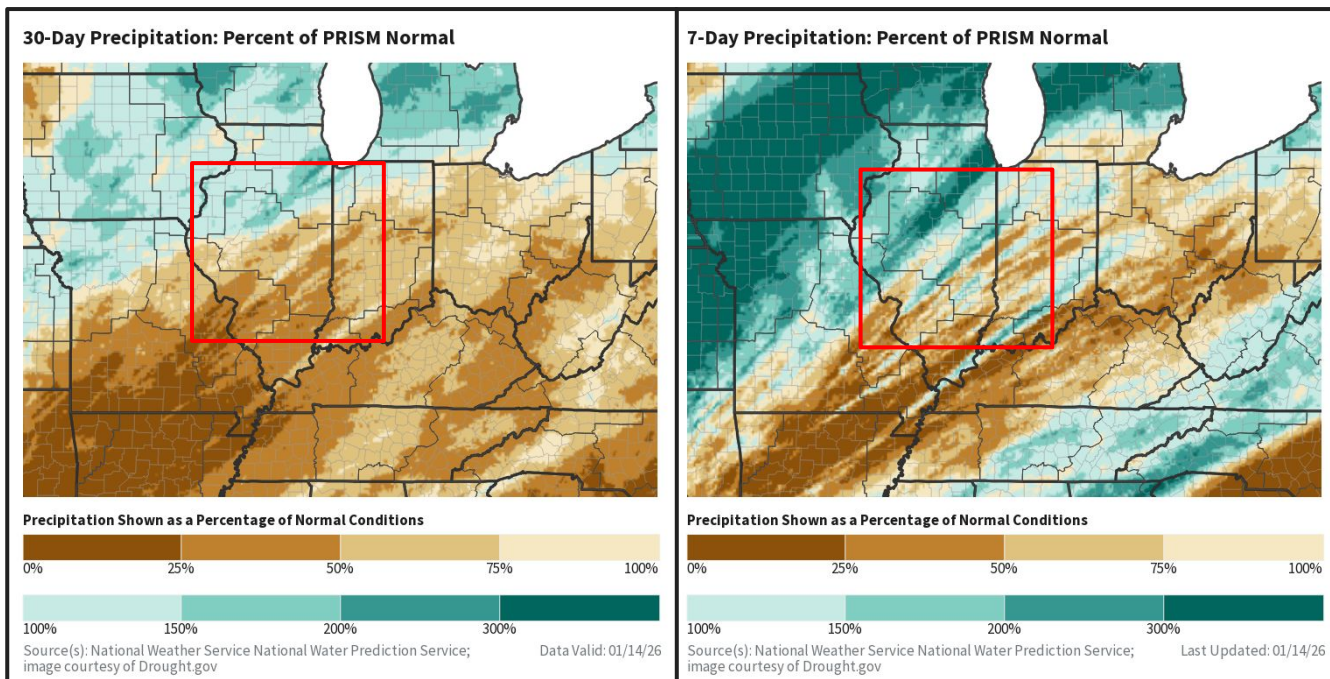 30-Day Precipitation: Percent of PRISM Normal
Precipitation Shown as a Percentage of Normal Conditions
0% 25% 50% 75% 100%
100% 150% 200% 300%
Source(s): National Weather Service National Water Prediction Service; Data Valid: 01/14/26
image courtesy of Drought.gov
7-Day Precipitation: Percent of PRISM Normal
Precipitation Shown as a Percentage of Normal Conditions
0% 25% 50% 75% 100%
100% 150% 200% 300%
Source(s): National Weather Service National Water Prediction Service; Last Updated: 01/14/26
image courtesy of Drought.gov